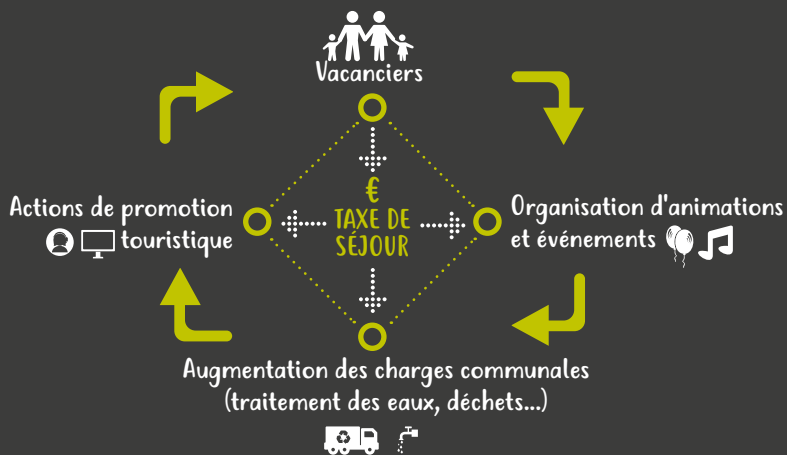 Vacanciers
Actions de promotion
touristique
€
TAXE DE
SÉJOUR
Organisation d'animations
et événements
Augmentation des charges communales
(traitement des eaux, déchets...)